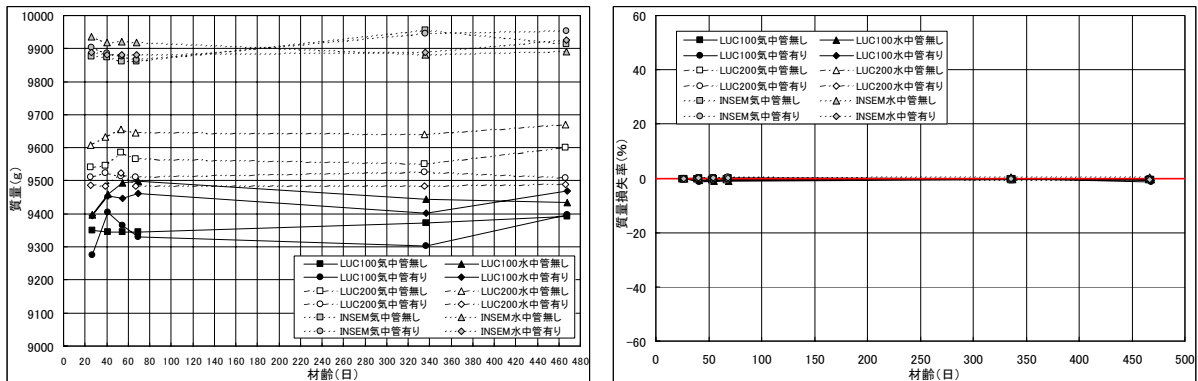 質量(g)
10000
9900
9800
9700
9600
9500
9400
9300
9200
9100
9000
0 20 40 60 80 100 120 140 160 180 200 220 240 260 280 300 320 340 360 380 400 420 440 460 480
材齢(日)
LUC100気中管無し LUC100水中管無し
LUC100気中管有り LUC100水中管有り
LUC200気中管無し LUC200水中管無し
LUC200気中管有り LUC200水中管有り
INSEM気中管無し INSEM水中管無し
INSEM気中管有り INSEM水中管有り
質量損失率(%)
60
40
20
0
-20
-40
-60
0 50 100 150 200 250 300 350 400 450 500
材齢(日)
LUC100気中管無し LUC100水中管無し
LUC100気中管有り LUC100水中管有り
LUC200気中管無し LUC200水中管無し
LUC200気中管有り LUC200水中管有り
INSEM気中管無し INSEM水中管無し
INSEM気中管有り INSEM水中管有り